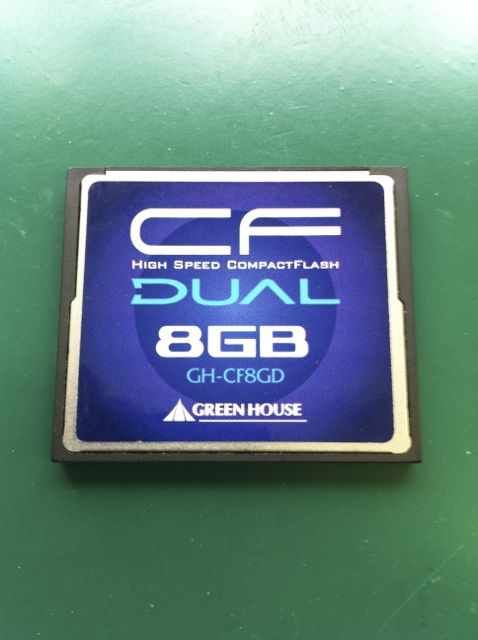 CF
HIGH SPEED COMPACTFLASH
DUAL
8GB
GH-CF8GD
GREEN HOUSE